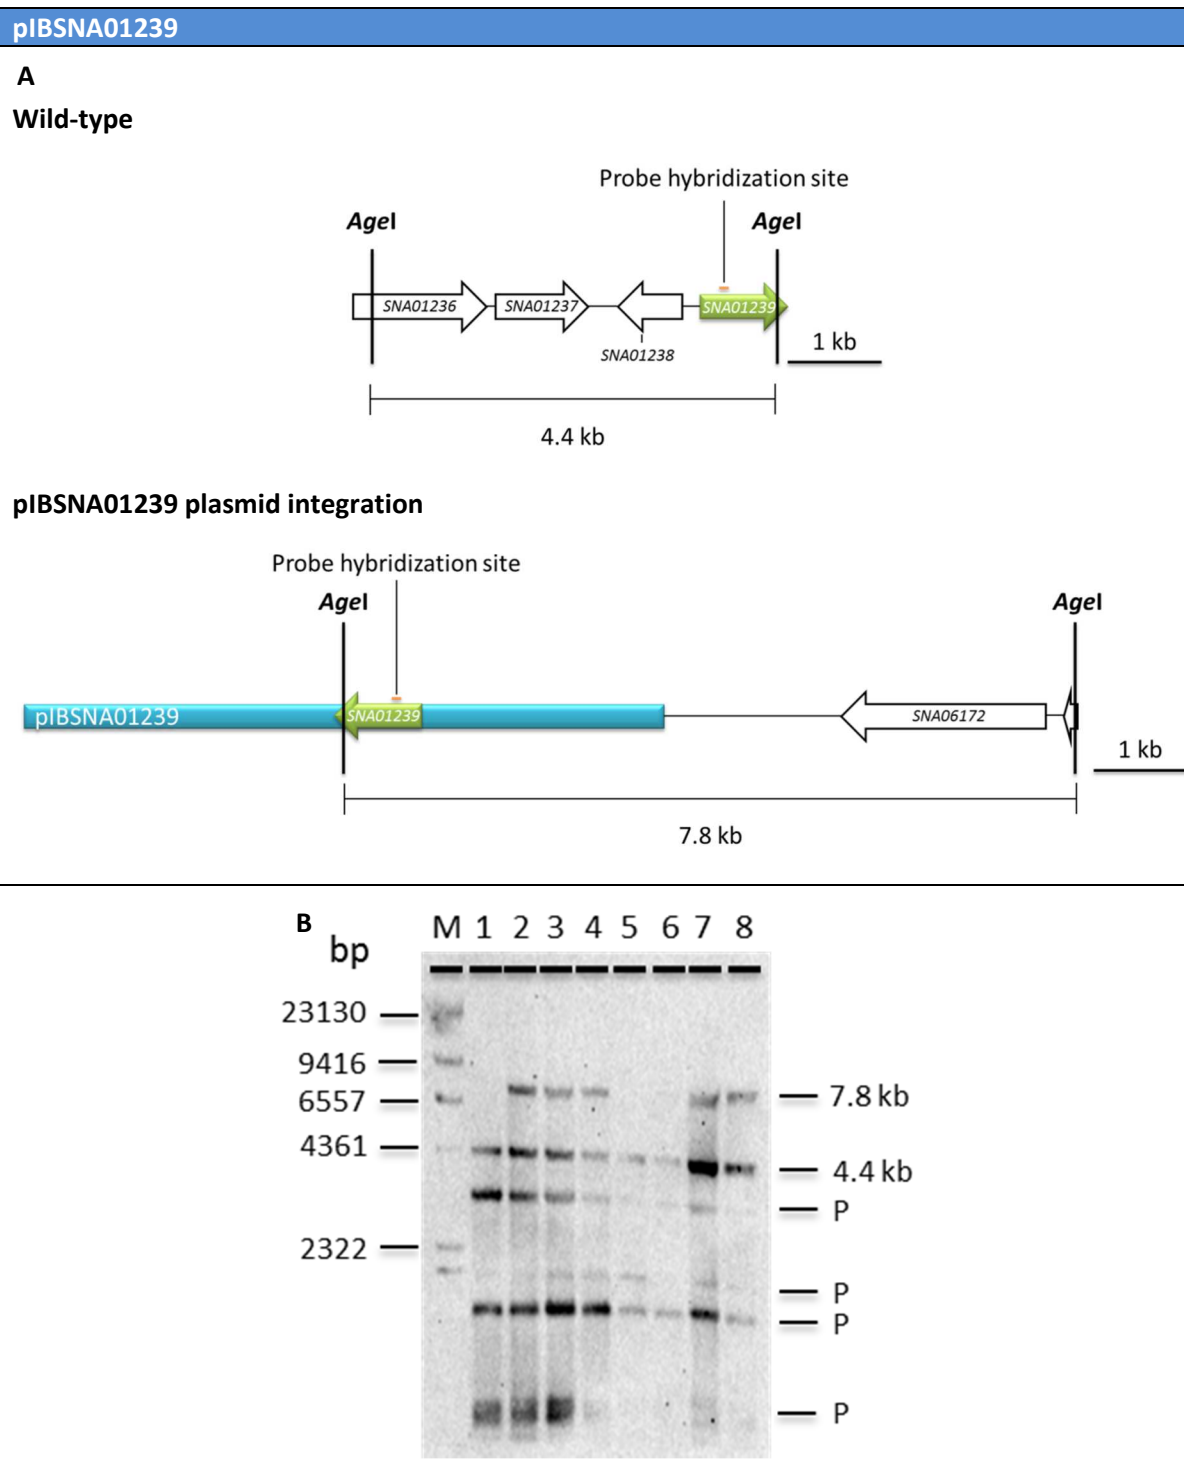 pIBSNA01239
A
Wild-type
Probe hybridization site
AgeI AgeI
SNA01236 SNA01237 SNA01239
SNA01238
1 kb
4.4 kb
pIBSNA01239 plasmid integration
Probe hybridization site
AgeI AgeI
pIBSNA01239 SNA01239 SNA06172
1 kb
7.8 kb
B M 1 2 3 4 5 6 7 8
bp
23130
9416
6557 7.8 kb
4361 4.4 kb
P
2322
P
P
P